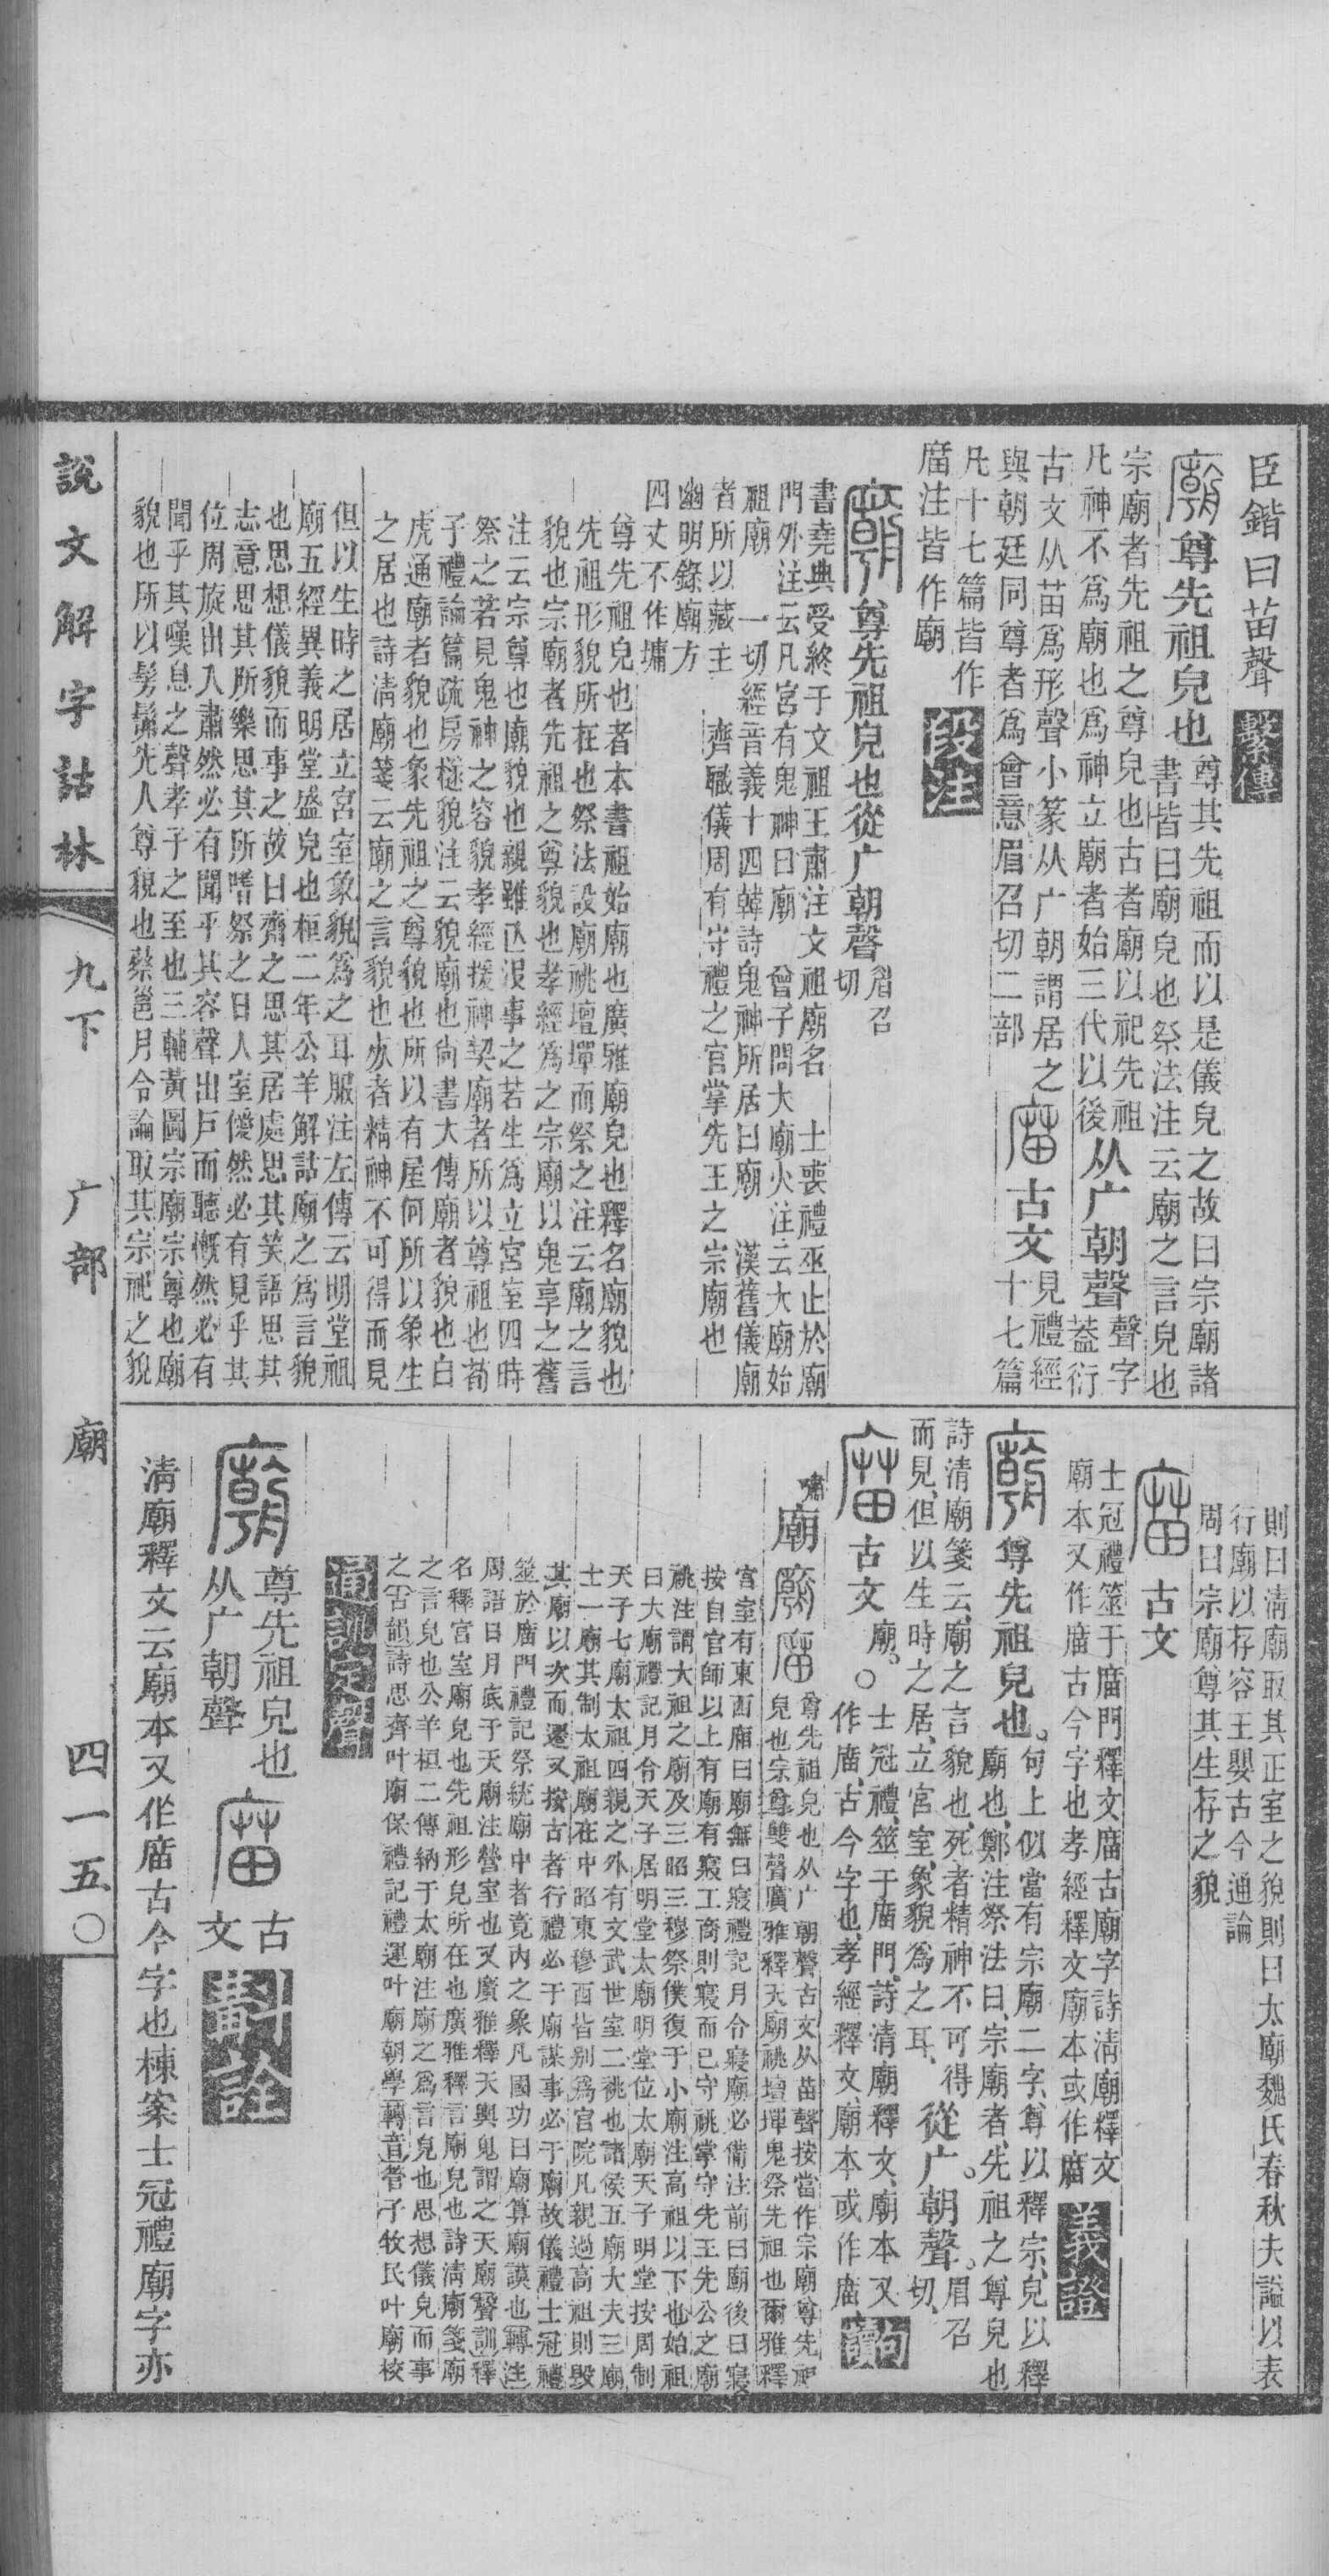 臣鍇曰苗聲 繫傳
廟尊先祖皃也 尊其先祖而以是儀皃之故曰宗廟諸
書皆曰廟皃也祭法注云廟之言皃也
宗廟者先祖之尊皃也古者廟以祀先祖
凡神不爲廟也爲神立廟者始三代以後
从广朝聲 聲字
葢衍
古文从苗爲形聲小篆从广朝謂居之
與朝廷同尊者爲會意眉召切二部
庿古文 見禮經
十七篇
凡十七篇皆作
庿注皆作廟 段注
廟尊先祖皃也從广朝聲 眉召
切
書堯典受終于文祖王肅注文祖廟名 士喪禮巫止於廟
門外注云凡宮有鬼神曰廟 曾子問大廟火注云大廟始
祖廟 一切經音義十四韓詩鬼神所居曰廟 漢舊儀廟
者所以藏主 齊職儀周有守禮之官掌先王之宗廟也
幽明錄廟方
四丈不作墉
尊先祖皃也者本書祖始廟也廣雅廟皃也釋名廟貌也
先祖形貌所在也祭法設廟祧壇墠而祭之注云廟之言
貌也宗廟者先祖之尊貌也孝經爲之宗廟以鬼享之舊
注云宗尊也廟貌也親雖亾沒事之若生爲立宮室四時
祭之若見鬼神之容貌孝經援神契廟者所以尊祖也荀
子禮論篇疏房檖貌注云貌廟也尙書大傳廟者貌也白
虎通廟者貌也象先祖之尊貌也所以有屋何所以象生
之居也詩淸廟箋云廟之言貌也亦者精神不可得而見
但以生時之居立宮室象貌爲之耳服注左傳云明堂祖
廟五經異義明堂盛皃也桓二年公羊解詁廟之爲言貌
也思想儀貌而事之故曰齊之思其居處思其笑語思其
志意思其所樂思其所嗜祭之日人室僾然必有見乎其
位周旋出入肅然必有聞乎其容聲出戶而聽愾然必有
聞乎其嘆息之聲孝子之至也三輔黃圖宗廟宗尊也廟
貌也所以髣髴先人尊貌也蔡邕月令論取其宗祀之貌
則曰淸廟取其正室之貌則曰太廟魏氏春秋夫謚以表
行廟以存容王嬰古今通論
周曰宗廟尊其生存之貌
庿古文
士冠禮筮于庿門釋文庿古廟字詩淸廟釋文
廟本又作庿古今字也孝經釋文廟本或作庿 義證
廟尊先祖皃也。 句上似當有宗廟二字、尊以釋宗、皃以釋
廟也、鄭注祭法曰、宗廟者、先祖之尊皃也
詩清廟箋云、廟之言貌也、死者精神不可得
而見、但以生時之居、立宮室、象貌爲之耳、
從广。朝聲。 眉召
切、
庿古文廟。〇 士冠禮、筮于庿門、詩清廟釋文、廟本又
作庿、古今字也、孝經釋文、廟本或作庿 句讀
廟廟庿 尊先祖皃也从广朝聲古文从苗聲按當作宗廟尊先祖
皃也宗尊雙聲廣雅釋天廟祧壇墠鬼祭先祖也爾雅釋
宮室有東西廂曰廟無曰寢禮記月令寢廟必備注前曰廟後曰寢
按自官師以上有廟有寢工商則寢而已守祧掌守先王先公之廟
祧注謂大祖之廟及三昭三穆祭僕復于小廟注高祖以下也始祖
曰大廟禮記月令天子居明堂太廟明堂位太廟天子明堂按周制
天子七廟太祖四親之外有文武世室二祧也諸侯五廟大夫三廟
士一廟其制太祖廟在中昭東穆西皆别爲宮院凡親過高祖則毀
其廟以次而遷又按古者行禮必于廟謀事必于廟故儀禮士冠禮
筮於庿門禮記祭統廟中者竟内之象凡國功曰廟算廟謨也轉注
周語日月底于天廟注營室也又廣雅釋天輿鬼謂之天廟聲訓釋
名釋宮室廟皃也先祖形皃所在也廣雅釋言廟皃也詩淸廟箋廟
之言皃也公羊桓二傳納于太廟注廟之爲言皃也思想儀皃而事
之古韻詩思齊叶廟保禮記禮運叶廟朝學轉音管子牧民叶廟校
通訓定聲
廟 尊先祖皃也
从广朝聲
庿 古
文
淸廟釋文云廟本又作庿古今字也棟案士冠禮廟字亦
說文解字詁林 九下 广部 廟 四一五〇